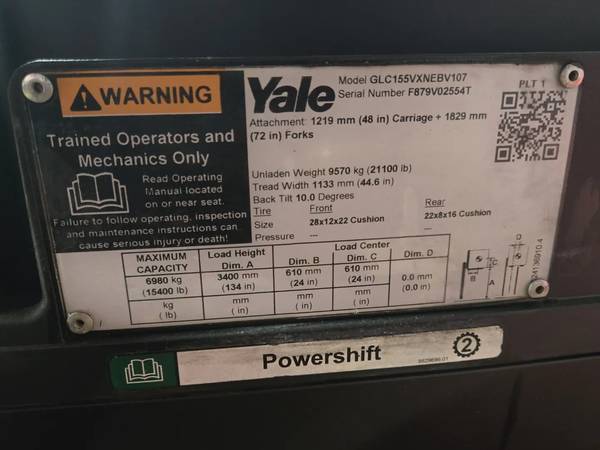 WARNING
Trained Operators and
Mechanics Only
Read Operating
Manual located
on or near seat.
Failure to follow operating, inspection
and maintenance instructions can
cause serious injury or death!
Yale
Model GLC155VXNEBV107
Serial Number F879V02554T
PLT 1
Attachment: 1219 mm (48 in) Carriage + 1829 mm
(72 in) Forks
Unladen Weight 9570 kg (21100 lb)
Tread Width 1133 mm (44.6 in)
Back Tilt 10.0 Degrees
Tire Front Rear
Size 28x12x22 Cushion 22x8x16 Cushion
Pressure --- ---
MAXIMUM CAPACITY Load Height Load Center
Dim. A Dim. B Dim. C Dim. D
6980 kg 3400 mm 610 mm 610 mm 0.0 mm
(15400 lb) (134 in) (24 in) (24 in) (0.0 in)
kg mm mm mm mm
( lb) ( in) ( in) ( in) ( in)
D
C
B
A
Powershift
2